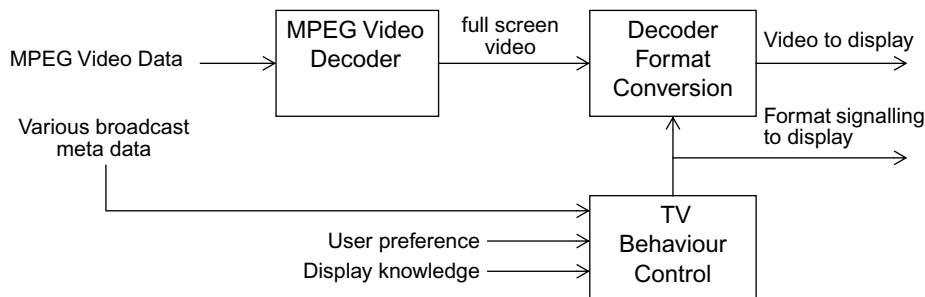 MPEG Video Data
MPEG Video
Decoder
full screen
video
Decoder
Format
Conversion
Video to display
Various broadcast
meta data
Format signalling
to display
User preference
Display knowledge
TV
Behaviour
Control